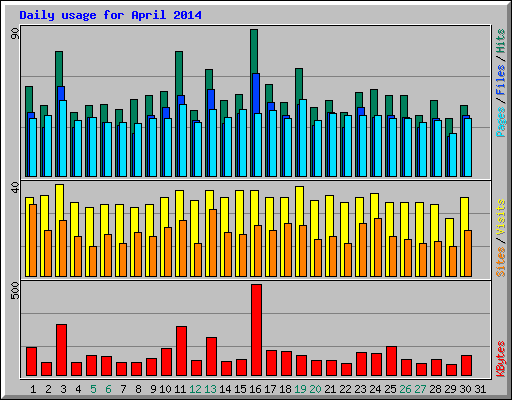 Daily usage for April 2014
90
Pages / Files / Hits
40
Sites / Visits
500
KBytes
1 2 3 4 5 6 7 8 9 10 11 12 13 14 15 16 17 18 19 20 21 22 23 24 25 26 27 28 29 30 31